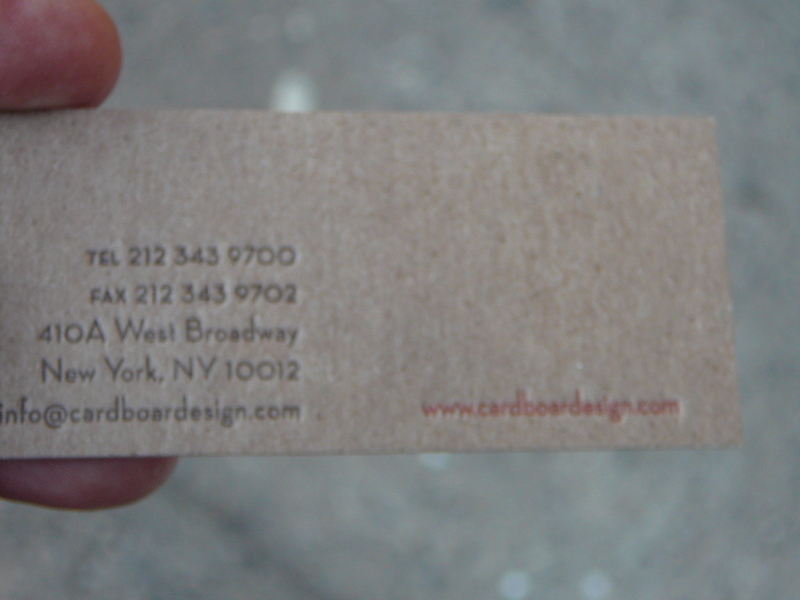 TEL 212 343 9700
FAX 212 343 9702
410A West Broadway
New York, NY 10012
info@cardboardesign.com
www.cardboardesign.com